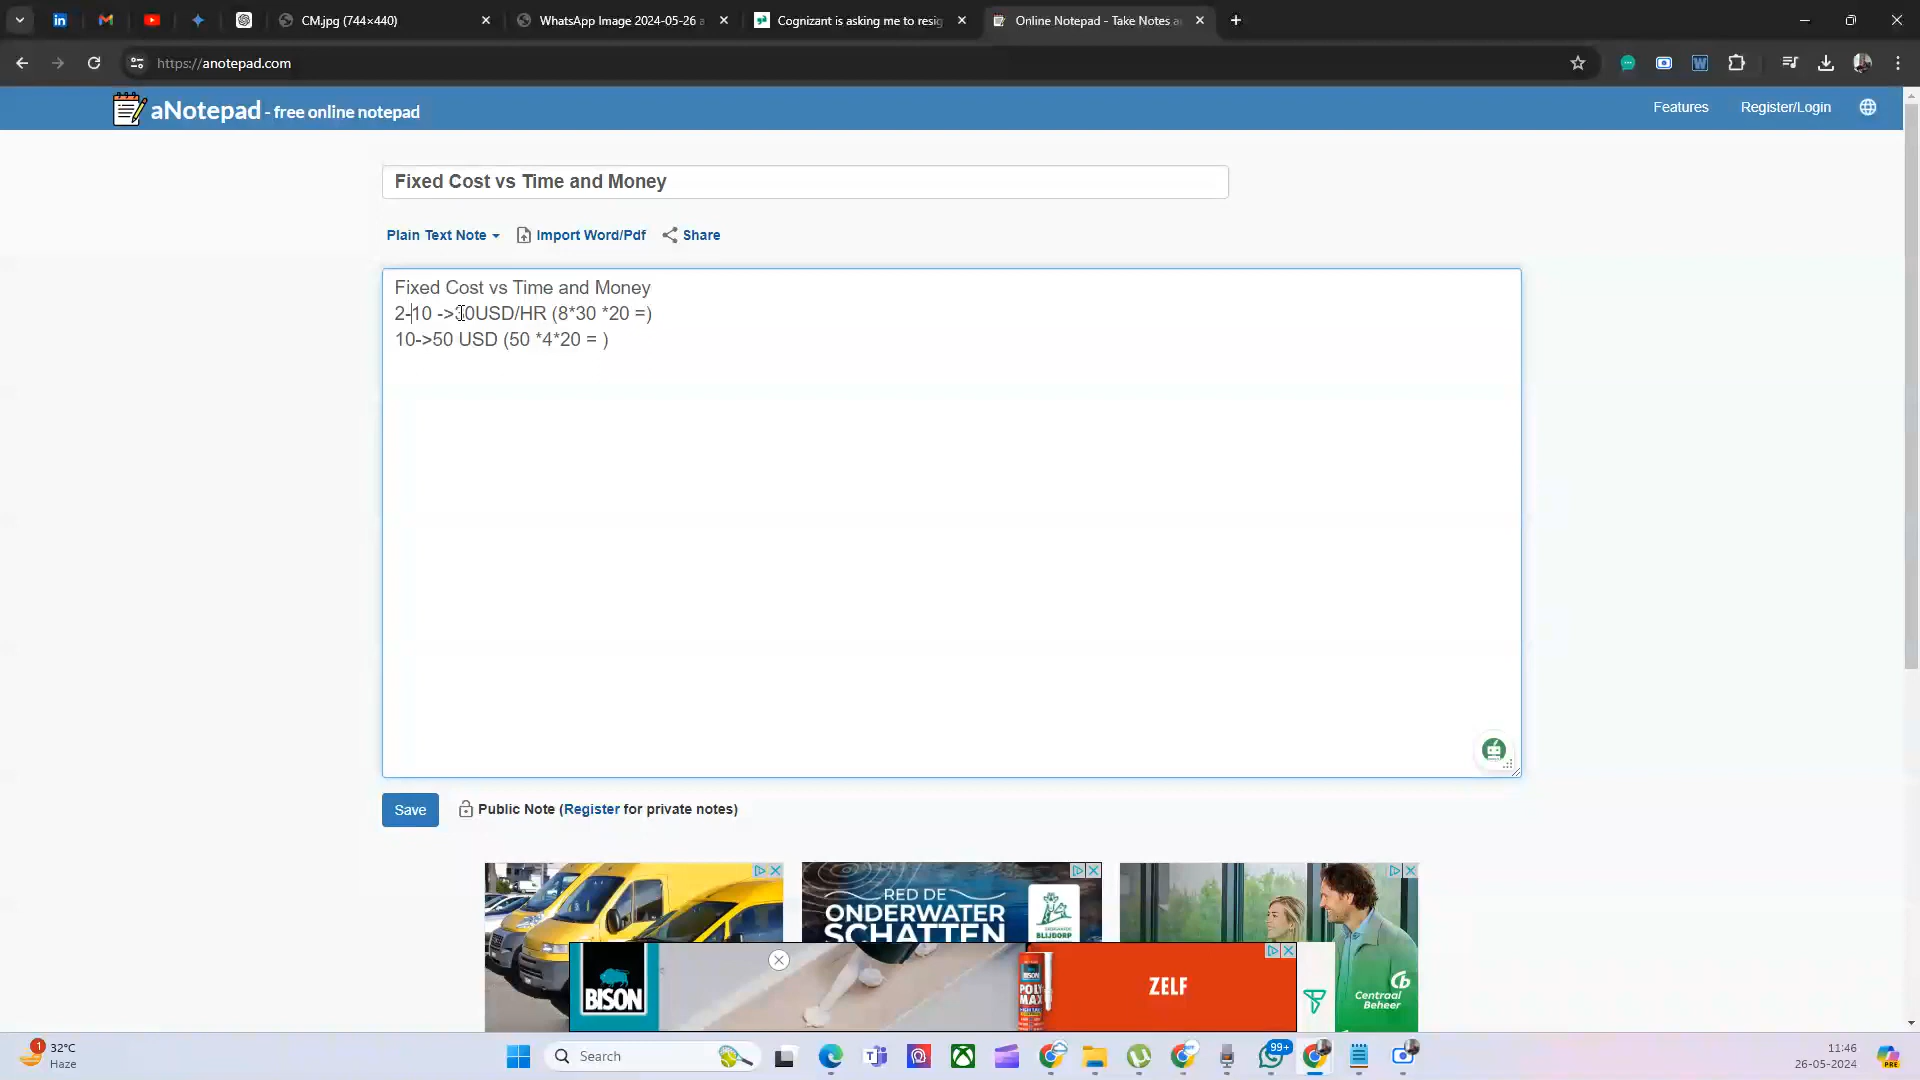 CM.jpg (744×440)
WhatsApp Image 2024-05-26 a
Cognizant is asking me to resig
Online Notepad - Take Notes a
https://anotepad.com
aNotepad - free online notepad
Features
Register/Login
Fixed Cost vs Time and Money
Plain Text Note
Import Word/Pdf
Share
Fixed Cost vs Time and Money
2-10 ->30USD/HR (8*30 *20 =)
10->50 USD (50 *4*20 = )
Save
Public Note (Register for private notes)
RED DE
ONDERWATER
SCHATTEN
BLIJDORP
BISON
POLY
MAX
ZELF
Centraal
Beheer
1
32°C
Haze
Search
99+
11:46
26-05-2024
PRE